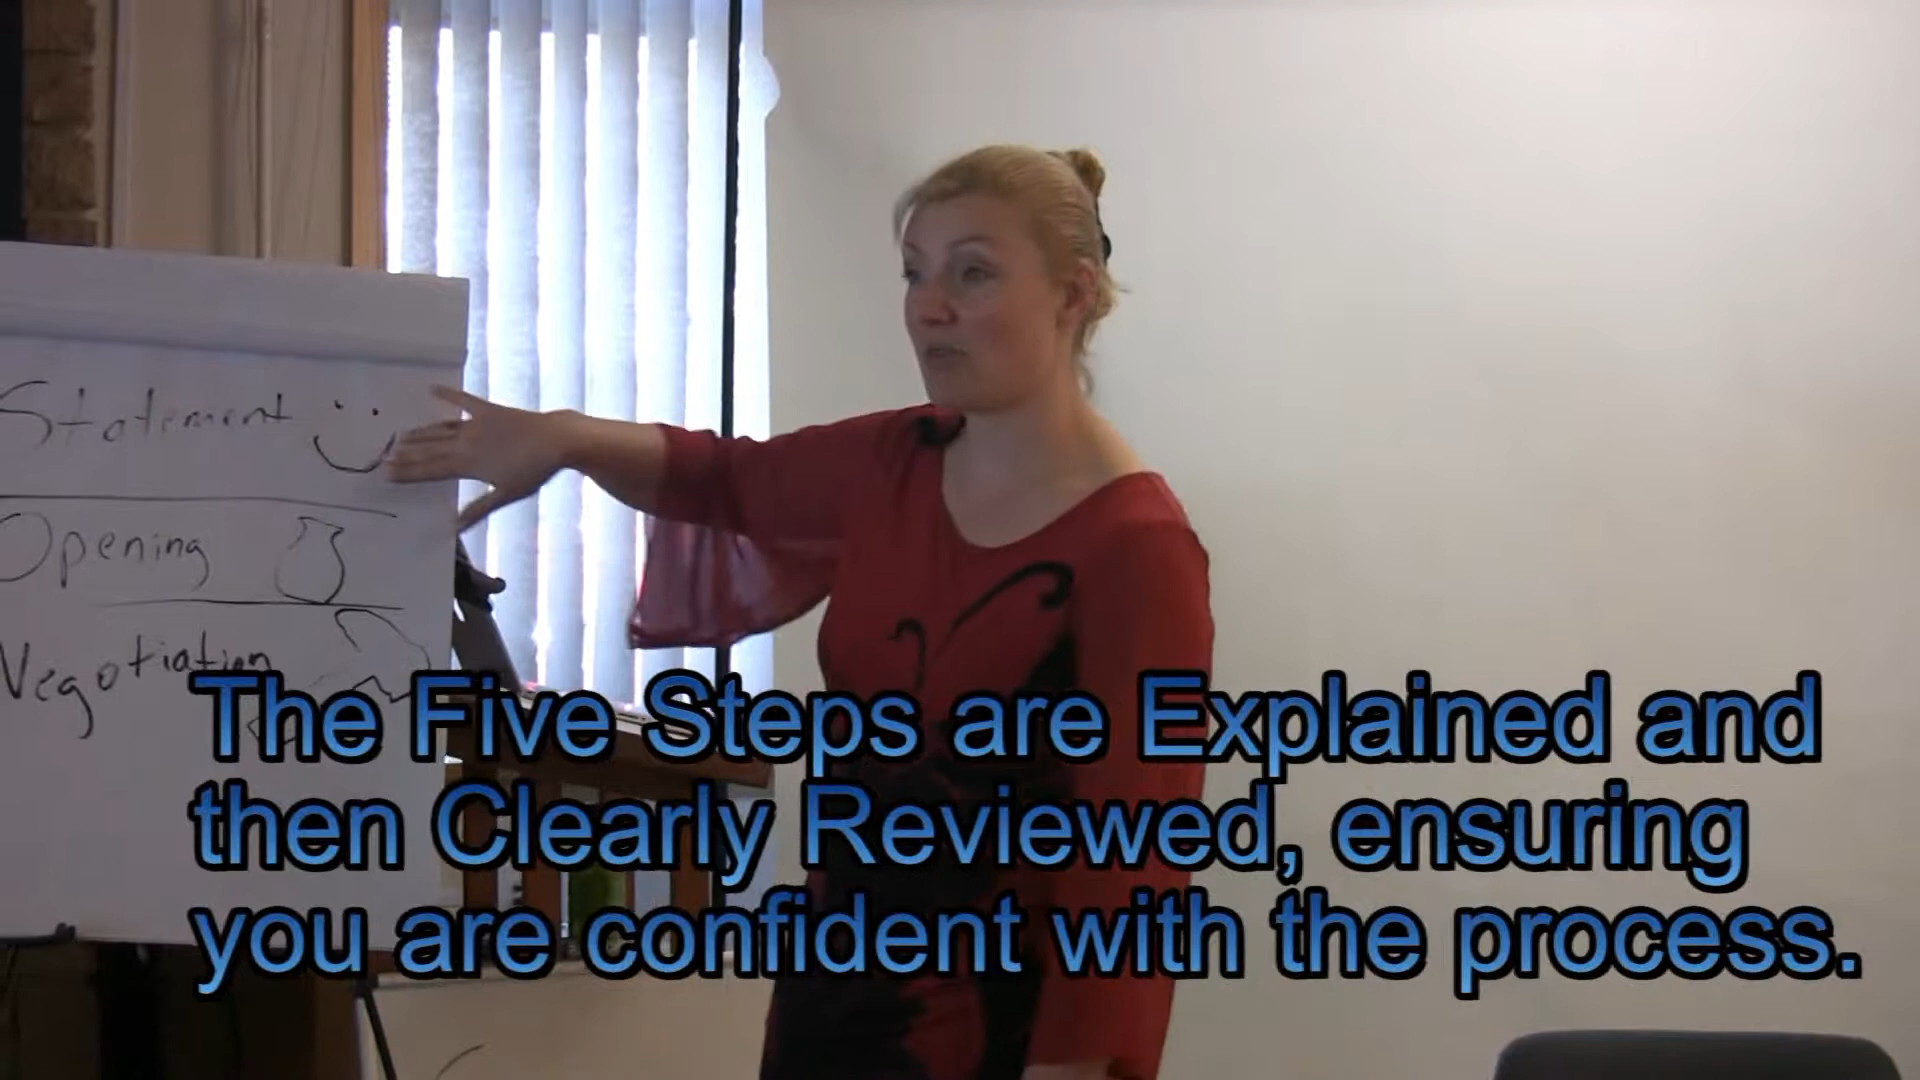 Statement
Opening
Negotiation
The Five Steps are Explained and
then Clearly Reviewed, ensuring
you are confident with the process.